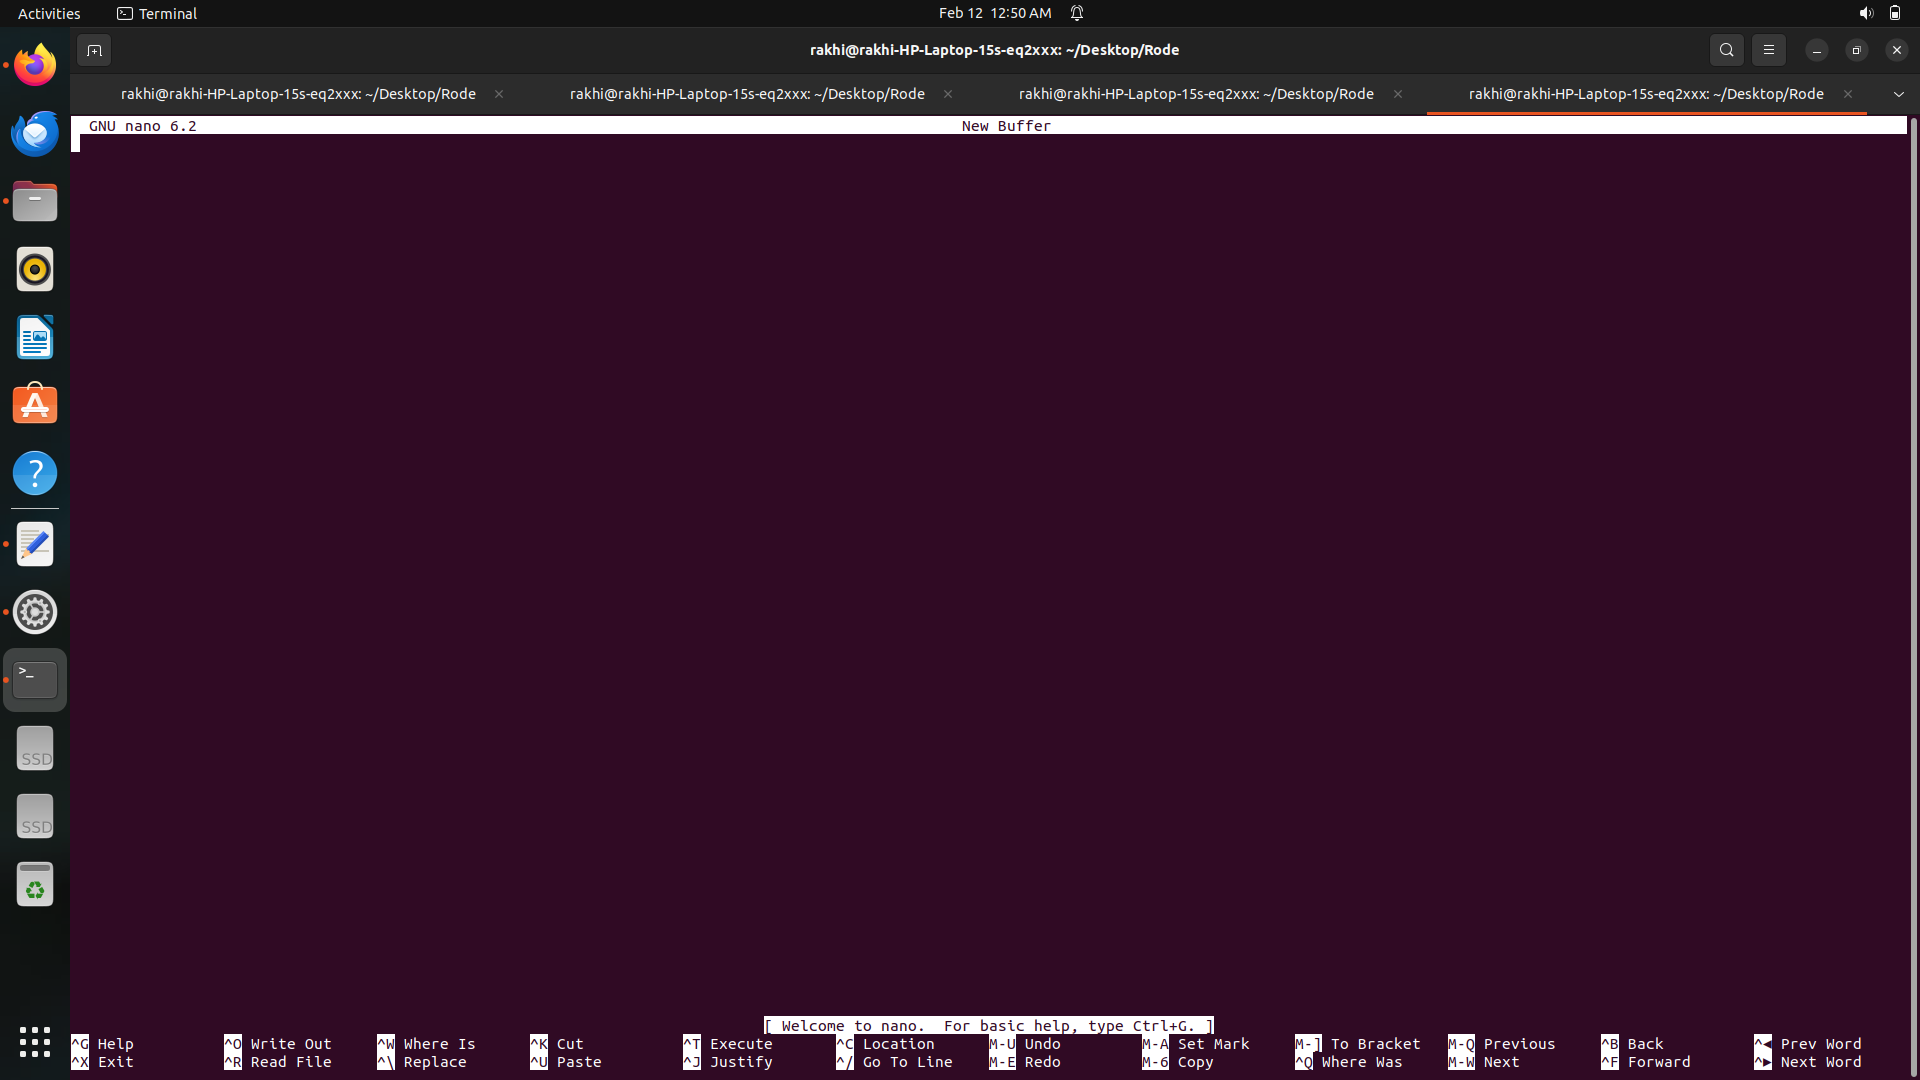 Activities Terminal Feb 12 12:50 AM
rakhi@rakhi-HP-Laptop-15s-eq2xxx: ~/Desktop/Rode
rakhi@rakhi-HP-Laptop-15s-eq2xxx: ~/Desktop/Rode × rakhi@rakhi-HP-Laptop-15s-eq2xxx: ~/Desktop/Rode × rakhi@rakhi-HP-Laptop-15s-eq2xxx: ~/Desktop/Rode × rakhi@rakhi-HP-Laptop-15s-eq2xxx: ~/Desktop/Rode ×
GNU nano 6.2 New Buffer
>_
SSD
SSD
[ Welcome to nano.  For basic help, type Ctrl+G. ]
^G Help ^O Write Out ^W Where Is ^K Cut ^T Execute ^C Location M-U Undo M-A Set Mark M-] To Bracket M-Q Previous ^B Back ^◀ Prev Word
^X Exit ^R Read File ^\ Replace ^U Paste ^J Justify ^/ Go To Line M-E Redo M-6 Copy ^Q Where Was M-W Next ^F Forward ^▶ Next Word